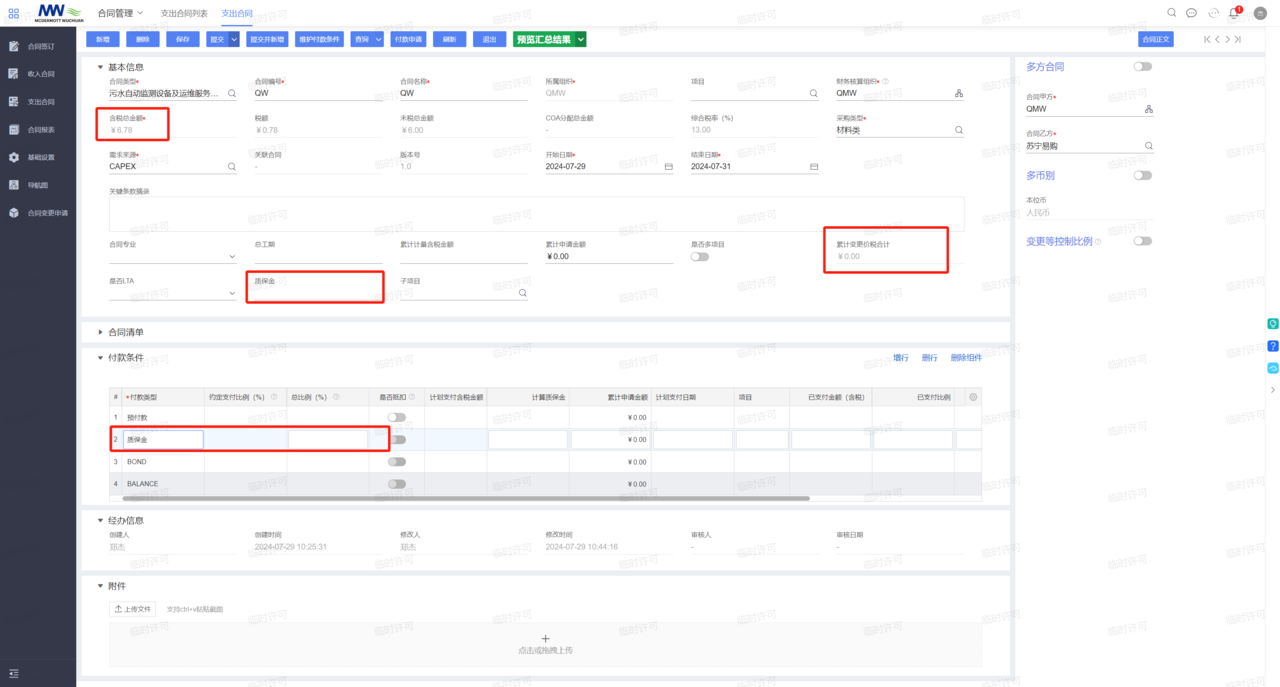 MW MCDERMOTT WUCHUAN
合同管理 支出合同列表 支出合同
1
合同签订
收入合同
支出合同
合同报表
基础设置
导航图
合同变更申请
新增 删除 保存 提交 提交并新增 维护付款条件 查询 付款申请 刷新 退出 预览汇总结果 合同正文
基本信息
合同类型* 合同编号* 合同名称* 所属组织* 项目 财务核算组织*
污水自动监测设备及运维服务... QW QW QMW QMW
含税总金额* 税额 未税总金额 COA分配总金额 综合税率（%） 采购类型*
¥6.78 ¥0.78 ¥6.00 - 13.00 材料类
需求来源* 关联合同 版本号 开始日期* 结束日期*
CAPEX - 1.0 2024-07-29 2024-07-31
关键条款摘录
合同专业 总工期 累计计量含税金额 累计申请金额 是否多项目 累计变更价税合计
¥0.00 ¥0.00
是否LTA 质保金 子项目
合同清单
付款条件 增行 删行 删除组件
# *付款类型 约定支付比例（%） 总比例（%） 是否抵扣 计划支付含税金额 计算质保金 累计申请金额 计划支付日期 项目 已支付金额（含税） 已支付比例
1 预付款 ¥0.00
2 质保金 ¥0.00
3 BOND ¥0.00
4 BALANCE ¥0.00
经办信息
创建人 创建时间 修改人 修改时间 审核人 审核日期
郑杰 2024-07-29 10:25:31 郑杰 2024-07-29 10:44:16 - -
附件
上传文件 支持ctrl+v粘贴截图
点击或拖拽上传
多方合同
合同甲方*
QMW
合同乙方*
苏宁易购
多币别
本位币
人民币
变更等控制比例
临时许可